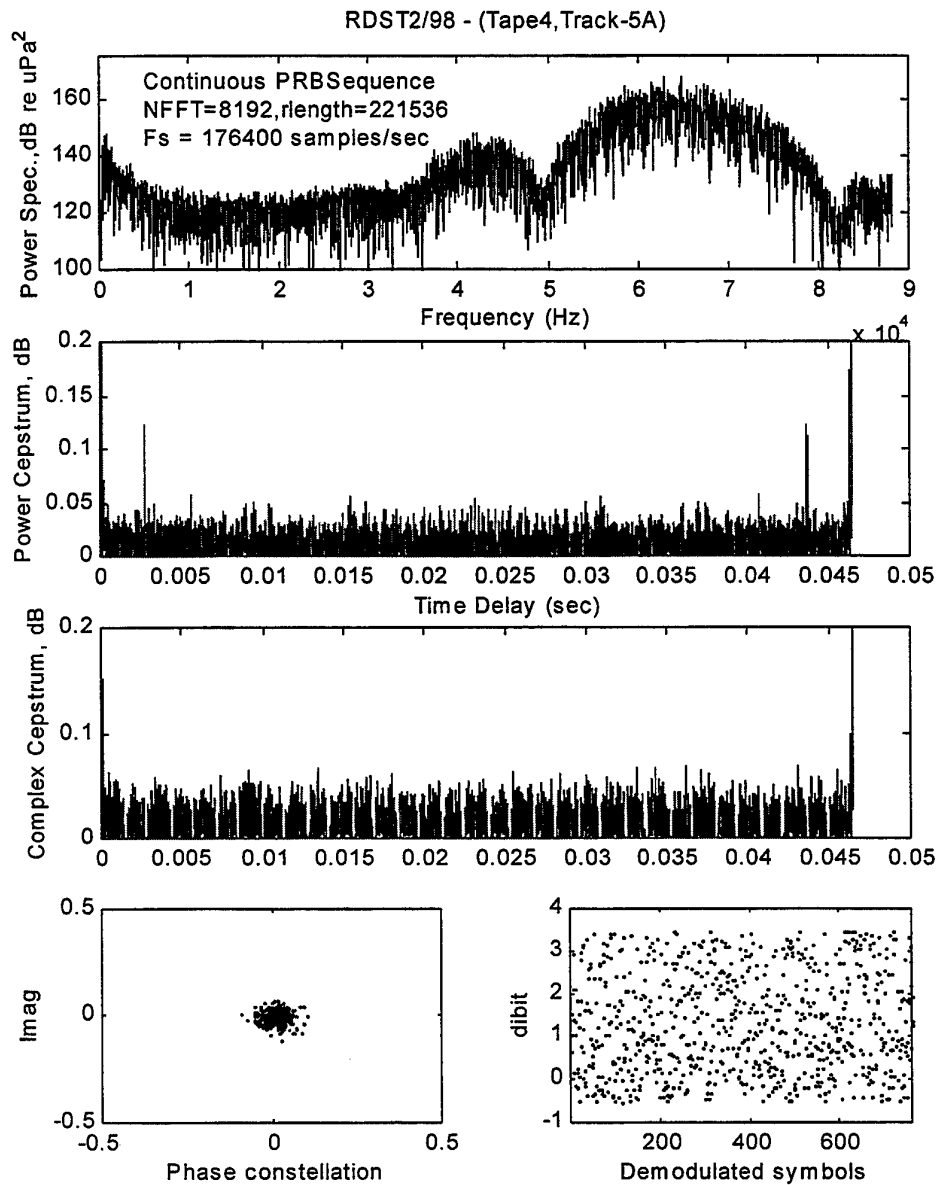 RDST2/98 - (Tape4,Track-5A)
Power Spec.,dB re uPa2
160
140
120
100
Continuous PRBSequence
NFFT=8192,rlength=221536
Fs = 176400 samples/sec
0 1 2 3 4 5 6 7 8 9
Frequency (Hz)
x 104
Power Cepstrum, dB
0.2
0.15
0.1
0.05
0
0 0.005 0.01 0.015 0.02 0.025 0.03 0.035 0.04 0.045 0.05
Time Delay (sec)
Complex Cepstrum, dB
0.2
0.1
0
0 0.005 0.01 0.015 0.02 0.025 0.03 0.035 0.04 0.045 0.05
Imag
0.5
0
-0.5
-0.5 0 0.5
Phase constellation
dibit
4
3
2
1
0
-1
200 400 600
Demodulated symbols